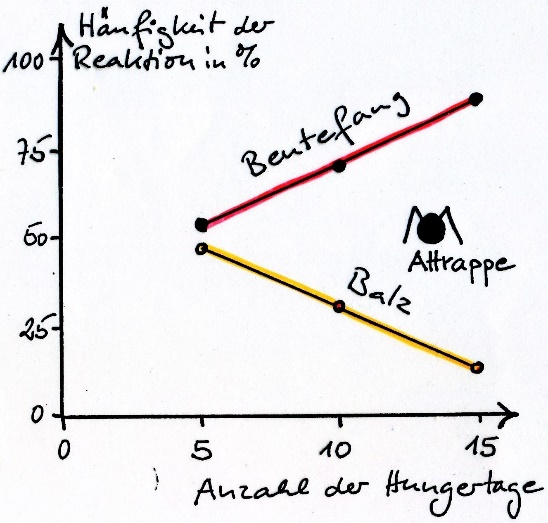 Häufigkeit der
Reaktion in %
100
75
50
25
0
0 5 10 15
Beutefang
Balz
Attrappe
Anzahl der Hungertage